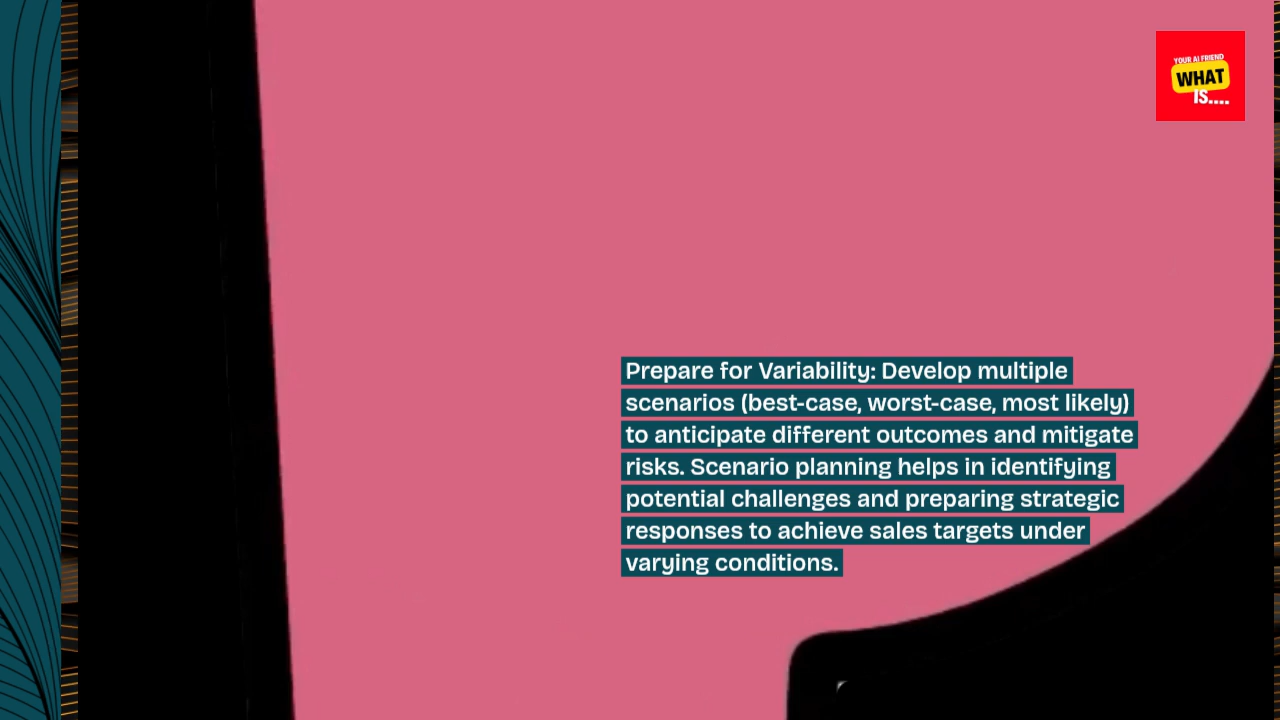 YOUR AI FRIEND
WHAT
IS....
Prepare for Variability: Develop multiple
scenarios (best-case, worst-case, most likely)
to anticipate different outcomes and mitigate
risks. Scenario planning helps in identifying
potential challenges and preparing strategic
responses to achieve sales targets under
varying conditions.